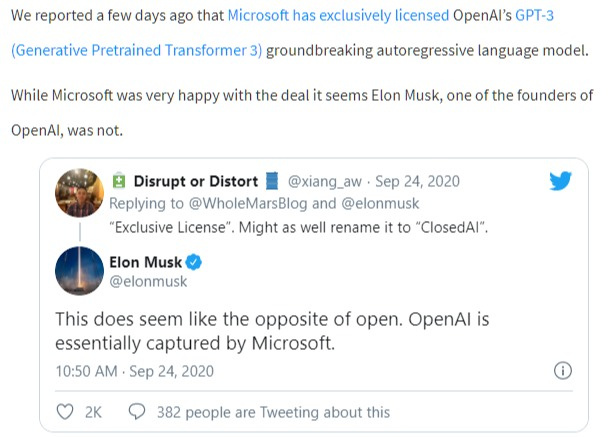 We reported a few days ago that Microsoft has exclusively licensed OpenAI's GPT-3
(Generative Pretrained Transformer 3) groundbreaking autoregressive language model.
While Microsoft was very happy with the deal it seems Elon Musk, one of the founders of
OpenAI, was not.
Disrupt or Distort @xiang_aw · Sep 24, 2020
Replying to @WholeMarsBlog and @elonmusk
“Exclusive License”. Might as well rename it to “ClosedAI”.
Elon Musk
@elonmusk
This does seem like the opposite of open. OpenAI is
essentially captured by Microsoft.
10:50 AM · Sep 24, 2020
2K 382 people are Tweeting about this